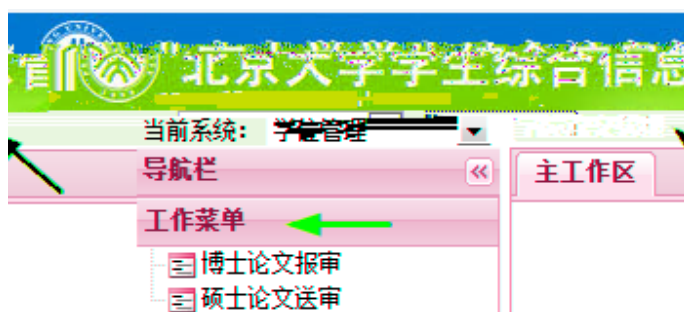 北京大学学生综合信息
当前系统： 学位管理
导航栏
主工作区
工作菜单
博士论文报审
硕士论文送审